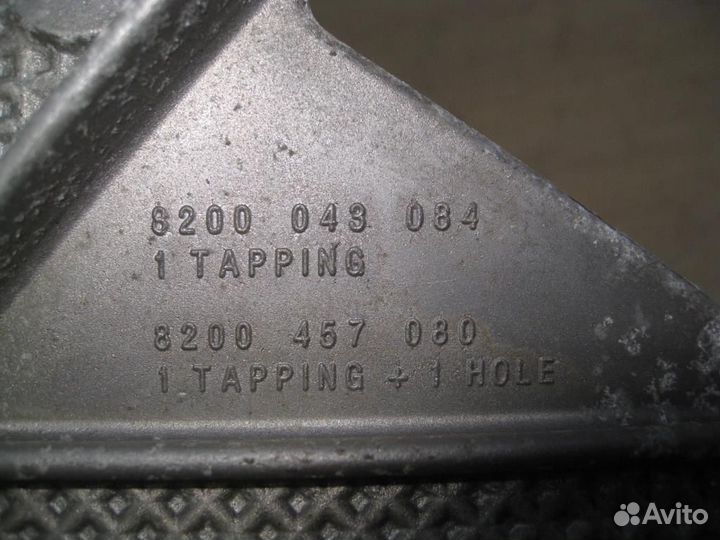 8200 043 084
1 TAPPING
8200 457 080
1 TAPPING + 1 HOLE
Avito